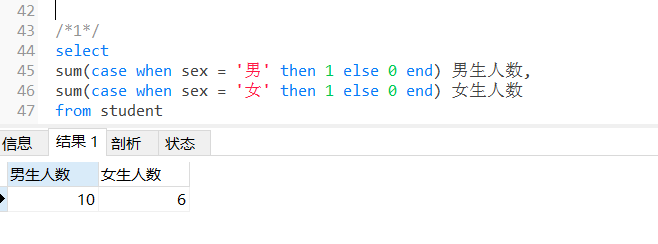 42
43 /*1*/
44 select
45 sum(case when sex = '男' then 1 else 0 end) 男生人数,
46 sum(case when sex = '女' then 1 else 0 end) 女生人数
47 from student
信息 结果 1 剖析 状态
男生人数 女生人数
10 6